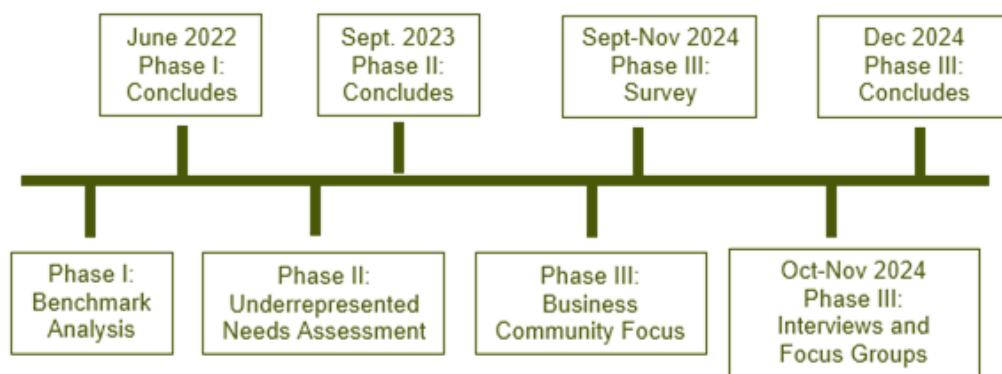 June 2022
Phase I:
Concludes
Sept. 2023
Phase II:
Concludes
Sept-Nov 2024
Phase III:
Survey
Dec 2024
Phase III:
Concludes
Phase I:
Benchmark
Analysis
Phase II:
Underrepresented
Needs Assessment
Phase III:
Business
Community Focus
Oct-Nov 2024
Phase III:
Interviews and
Focus Groups